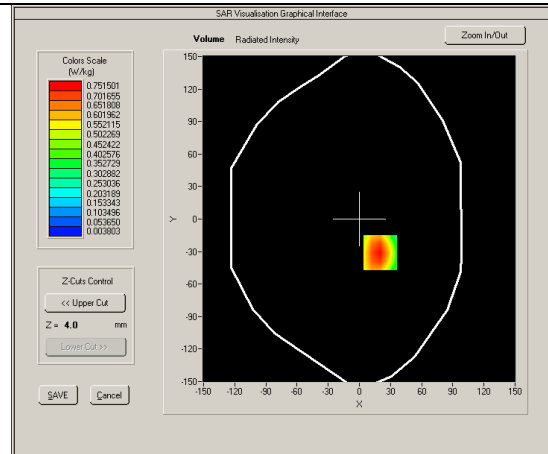 SAR Visualisation Graphical Interface
Volume Radiated Intensity
Zoom In/Out
Colors Scale
(W/kg)
0.751501
0.701655
0.651808
0.601962
0.552115
0.502269
0.452422
0.402576
0.352729
0.302882
0.253036
0.203189
0.153343
0.103496
0.053650
0.003803
Z-Cuts Control
<< Upper Cut
Z = 4.0 mm
Lower Cut >>
SAVE Cancel
Y
150
120
90
60
30
0
-30
-60
-90
-120
-150
-150 -120 -90 -60 -30 0 30 60 90 120 150
X